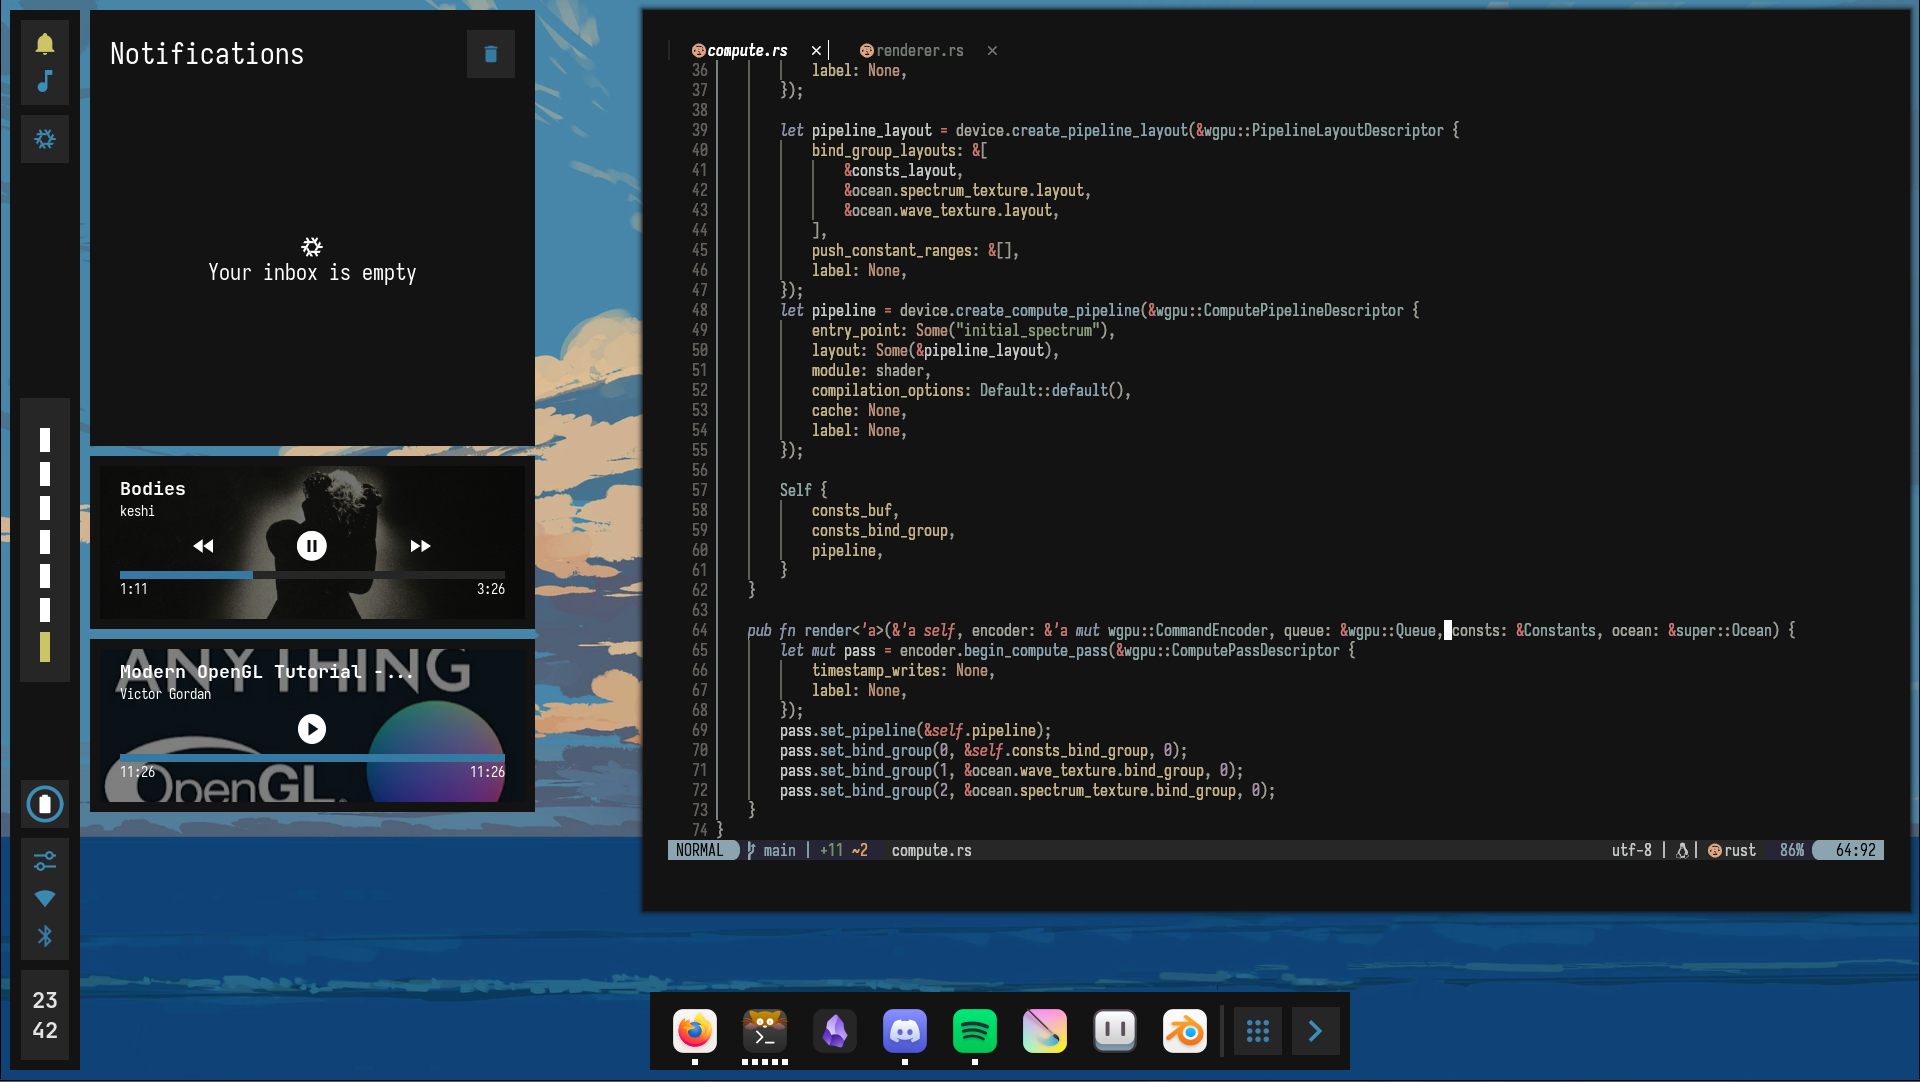 Notifications
Your inbox is empty
Bodies
keshi
1:11
3:26
ANYTHING
Modern OpenGL Tutorial -...
Victor Gordan
OpenGL.
11:26
11:26
23
42
compute.rs ✕ renderer.rs ✕
36 label: None,
37 });
38
39 let pipeline_layout = device.create_pipeline_layout(&wgpu::PipelineLayoutDescriptor {
40 bind_group_layouts: &[
41 &consts_layout,
42 &ocean.spectrum_texture.layout,
43 &ocean.wave_texture.layout,
44 ],
45 push_constant_ranges: &[],
46 label: None,
47 });
48 let pipeline = device.create_compute_pipeline(&wgpu::ComputePipelineDescriptor {
49 entry_point: Some("initial_spectrum"),
50 layout: Some(&pipeline_layout),
51 module: shader,
52 compilation_options: Default::default(),
53 cache: None,
54 label: None,
55 });
56
57 Self {
58 consts_buf,
59 consts_bind_group,
60 pipeline,
61 }
62 }
63
64 pub fn render<'a>(&'a self, encoder: &'a mut wgpu::CommandEncoder, queue: &wgpu::Queue, consts: &Constants, ocean: &super::Ocean) {
65 let mut pass = encoder.begin_compute_pass(&wgpu::ComputePassDescriptor {
66 timestamp_writes: None,
67 label: None,
68 });
69 pass.set_pipeline(&self.pipeline);
70 pass.set_bind_group(0, &self.consts_bind_group, 0);
71 pass.set_bind_group(1, &ocean.wave_texture.bind_group, 0);
72 pass.set_bind_group(2, &ocean.spectrum_texture.bind_group, 0);
73 }
74 }
NORMAL main | +11 ~2 compute.rs utf-8 | | rust 86% 64:92